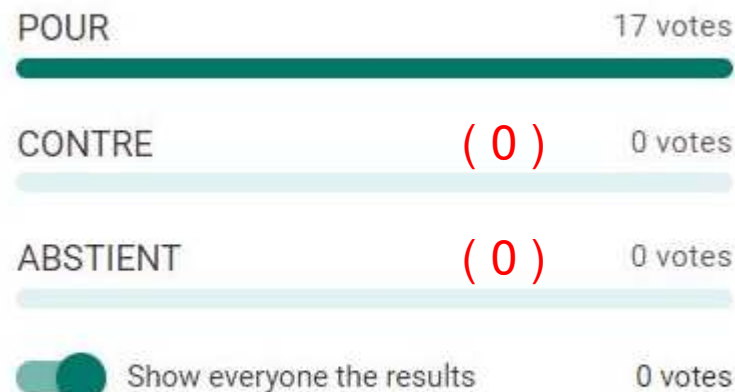 POUR 17 votes
CONTRE ( 0 ) 0 votes
ABSTIENT ( 0 ) 0 votes
Show everyone the results 0 votes